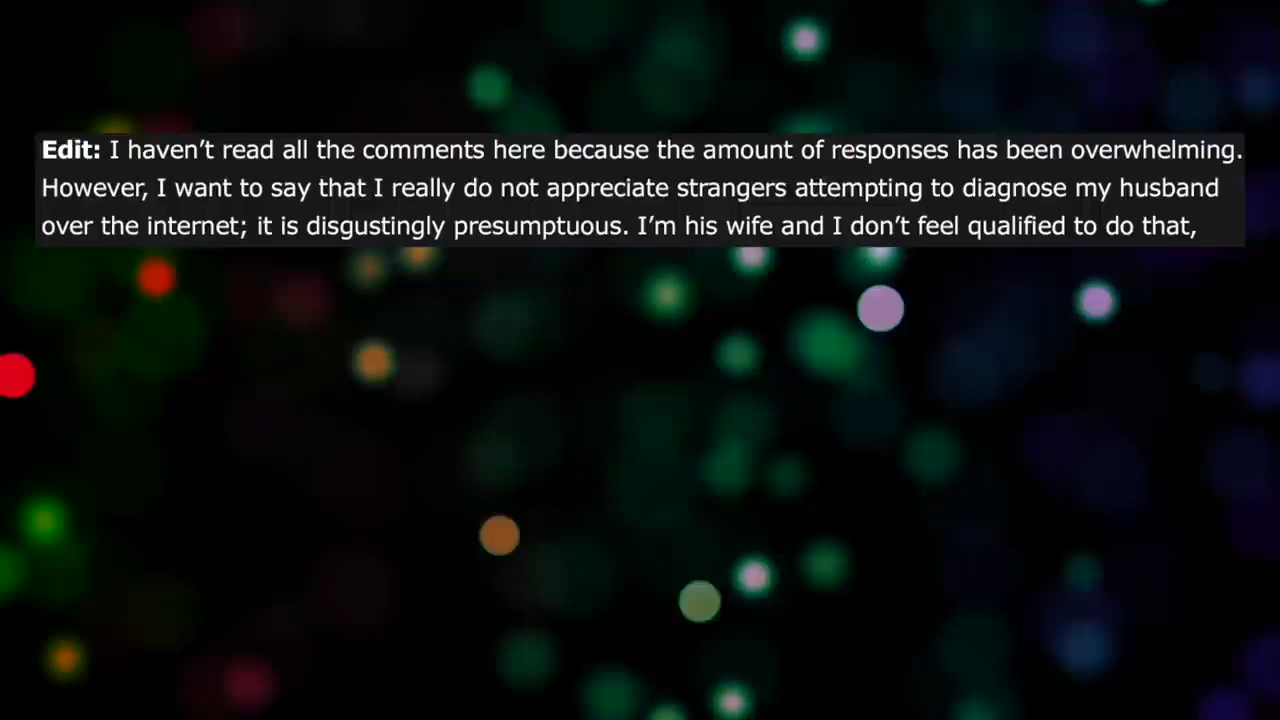 Edit: I haven’t read all the comments here because the amount of responses has been overwhelming.
However, I want to say that I really do not appreciate strangers attempting to diagnose my husband
over the internet; it is disgustingly presumptuous. I’m his wife and I don’t feel qualified to do that,